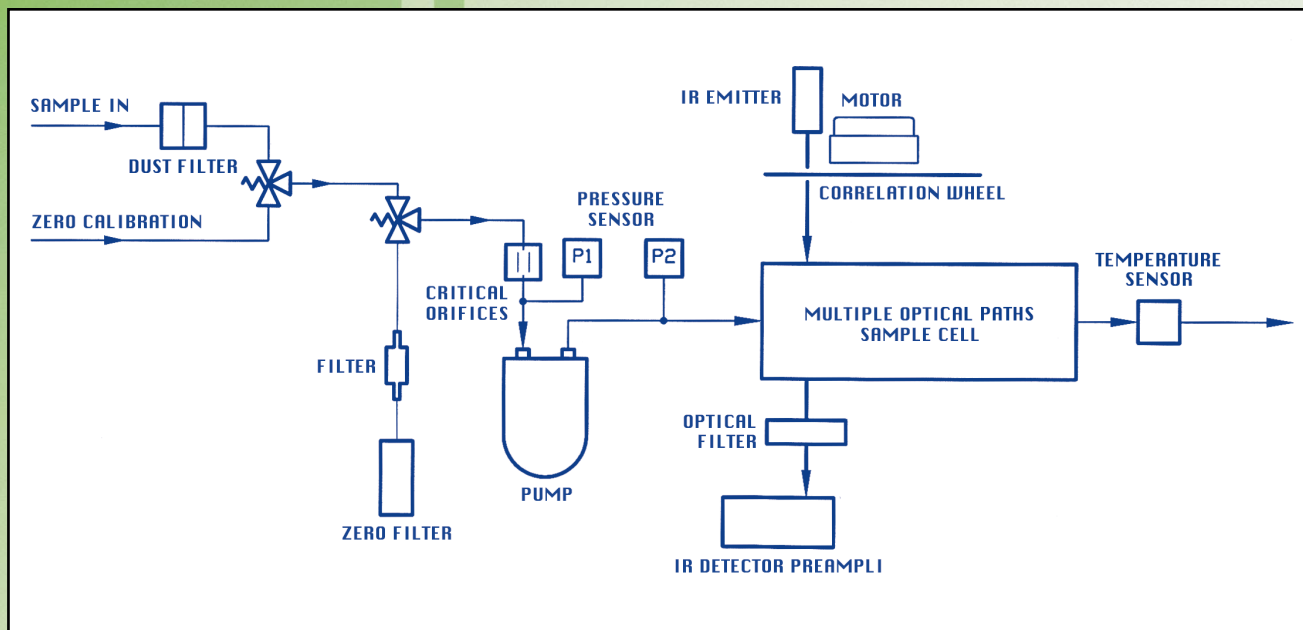 SAMPLE IN
DUST FILTER
ZERO CALIBRATION
FILTER
ZERO FILTER
CRITICAL
ORIFICES
PRESSURE
SENSOR
P1
P2
PUMP
IR EMITTER
MOTOR
CORRELATION WHEEL
MULTIPLE OPTICAL PATHS
SAMPLE CELL
TEMPERATURE
SENSOR
OPTICAL
FILTER
IR DETECTOR PREAMPLI